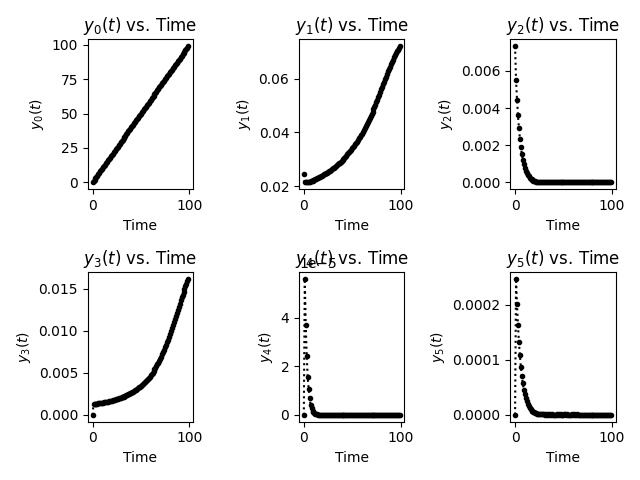 y₀(t) vs. Time
y₁(t) vs. Time
y₂(t) vs. Time
100
75
50
25
0
y₀(t)
0
100
Time
0.06
0.04
0.02
y₁(t)
0
100
Time
0.006
0.004
0.002
0.000
y₂(t)
0
100
Time
y₃(t) vs. Time
y₄(t) vs. Time
1e−5
y₅(t) vs. Time
0.015
0.010
0.005
0.000
y₃(t)
0
100
Time
4
2
0
y₄(t)
0
100
Time
0.0002
0.0001
0.0000
y₅(t)
0
100
Time